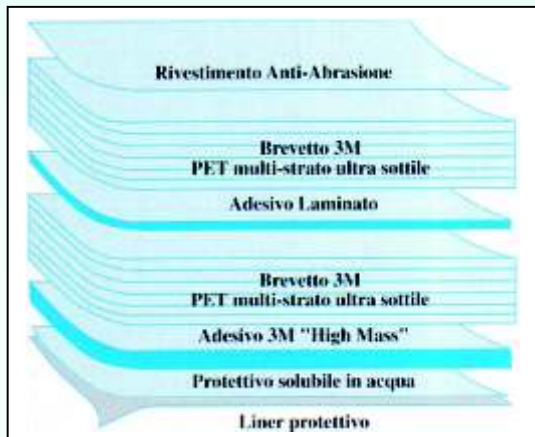 Rivestimento Anti-Abrasione
Brevetto 3M
PET multi-strato ultra sottile
Adesivo Laminato
Brevetto 3M
PET multi-strato ultra sottile
Adesivo 3M "High Mass"
Protettivo solubile in acqua
Liner protettivo